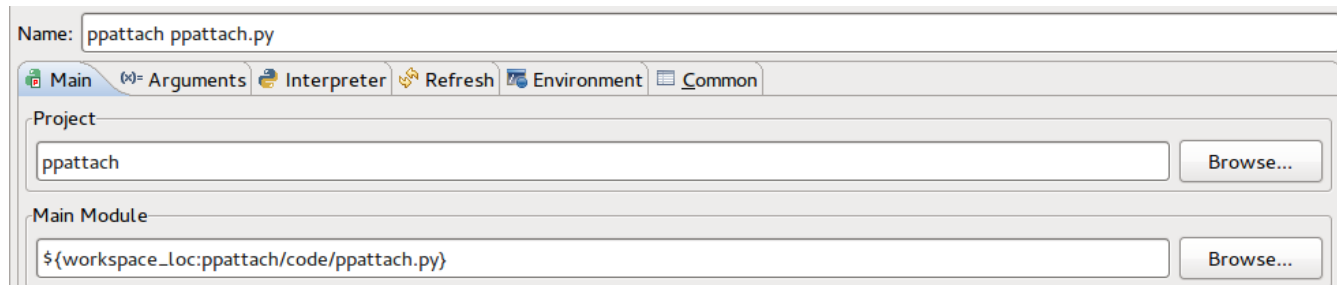 Name: ppattach ppattach.py
Main (x)= Arguments Interpreter Refresh Environment Common
Project
ppattach Browse...
Main Module
${workspace_loc:ppattach/code/ppattach.py} Browse...